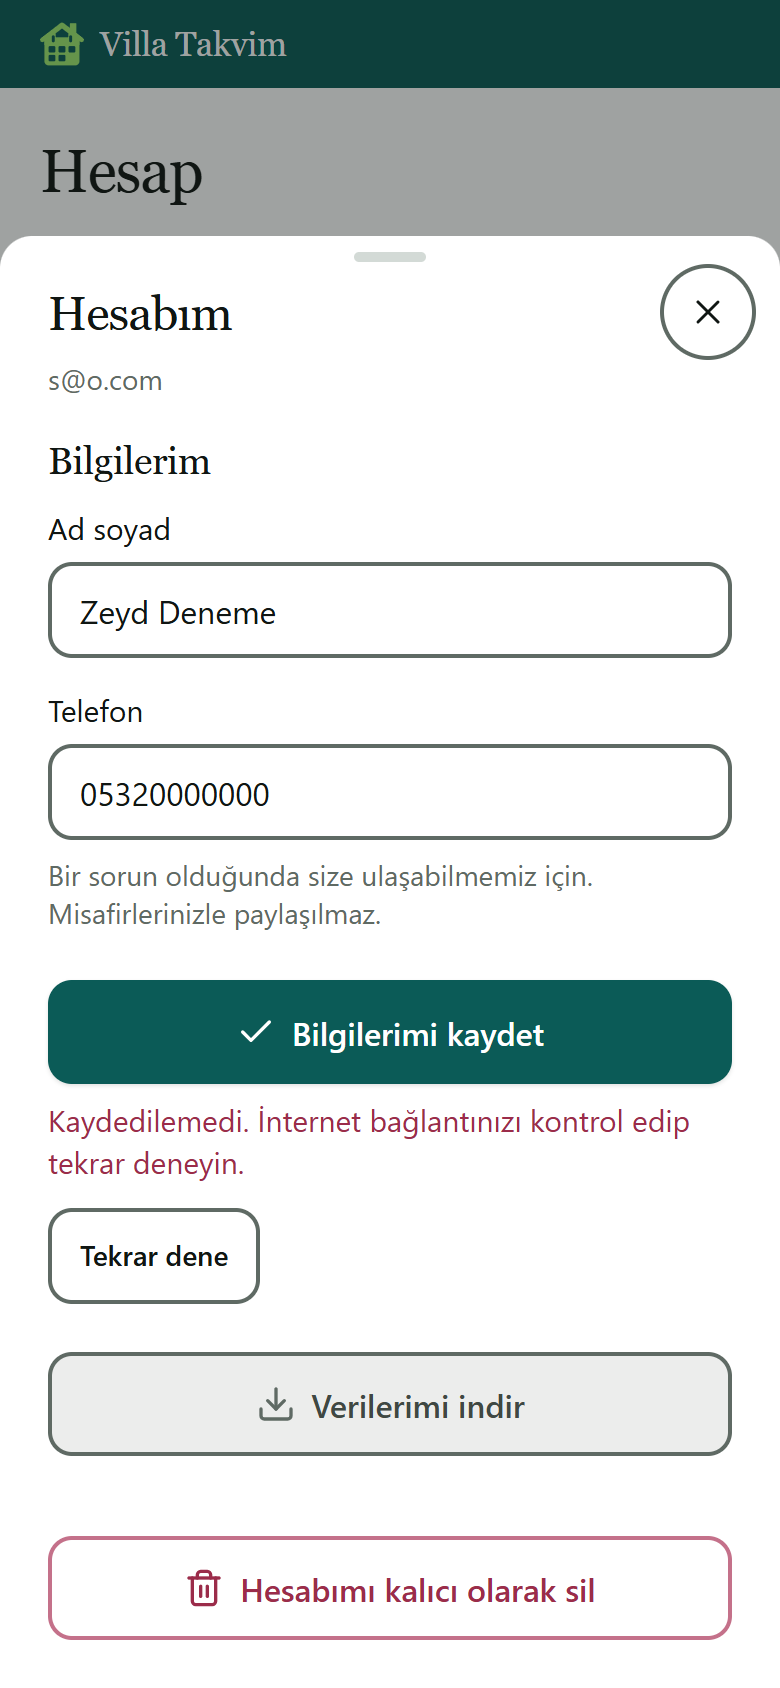 Villa Takvim
Hesap
Hesabım
s@o.com
Bilgilerim
Ad soyad
Zeyd Deneme
Telefon
05320000000
Bir sorun olduğunda size ulaşabilmemiz için.
Misafirlerinizle paylaşılmaz.
Bilgilerimi kaydet
Kaydedilemedi. İnternet bağlantınızı kontrol edip
tekrar deneyin.
Tekrar dene
Verilerimi indir
Hesabımı kalıcı olarak sil